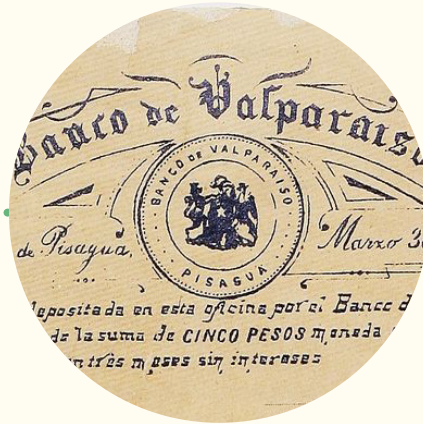 Banco de Valparaiso
BANCO DE VALPARAISO
PISAGUA
de Pisagua, Marzo 3
depositada en esta oficina por el Banco d
de la suma de CINCO PESOS moneda
n tres meses sin intereses